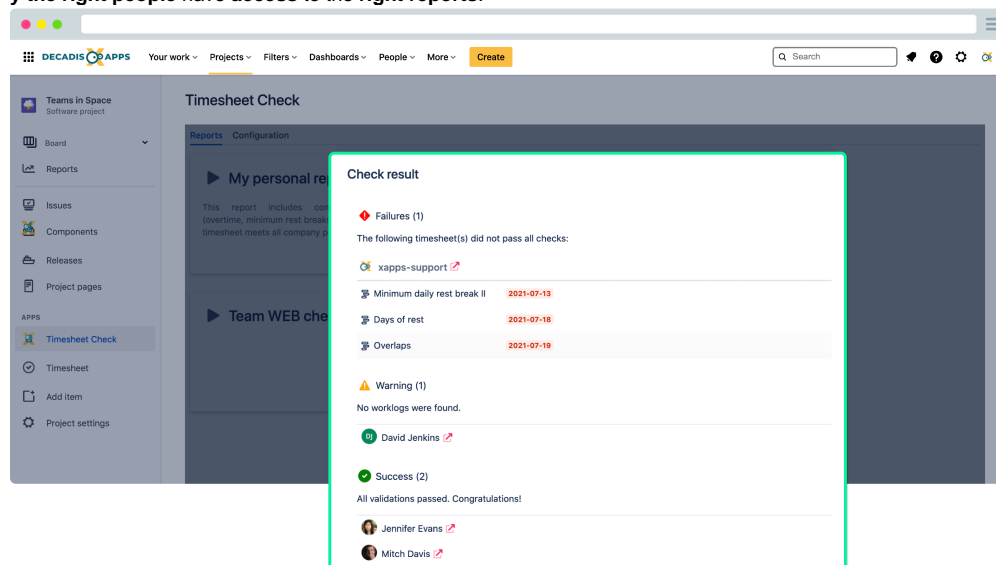 y the right people have access to the right reports.
DECADIS APPS Your work Projects Filters Dashboards People More Create Search
Teams in Space
Software project
Board
Reports
Issues
Components
Releases
Project pages
APPS
Timesheet Check
Timesheet
Add item
Project settings
Timesheet Check
Reports Configuration
My personal re
This report includes con
(overtime, minimum rest breaks
timesheet meets all company p
Team WEB che
Check result
Failures (1)
The following timesheet(s) did not pass all checks:
xapps-support
Minimum daily rest break II 2021-07-13
Days of rest 2021-07-18
Overlaps 2021-07-19
Warning (1)
No worklogs were found.
DJ David Jenkins
Success (2)
All validations passed. Congratulations!
Jennifer Evans
Mitch Davis